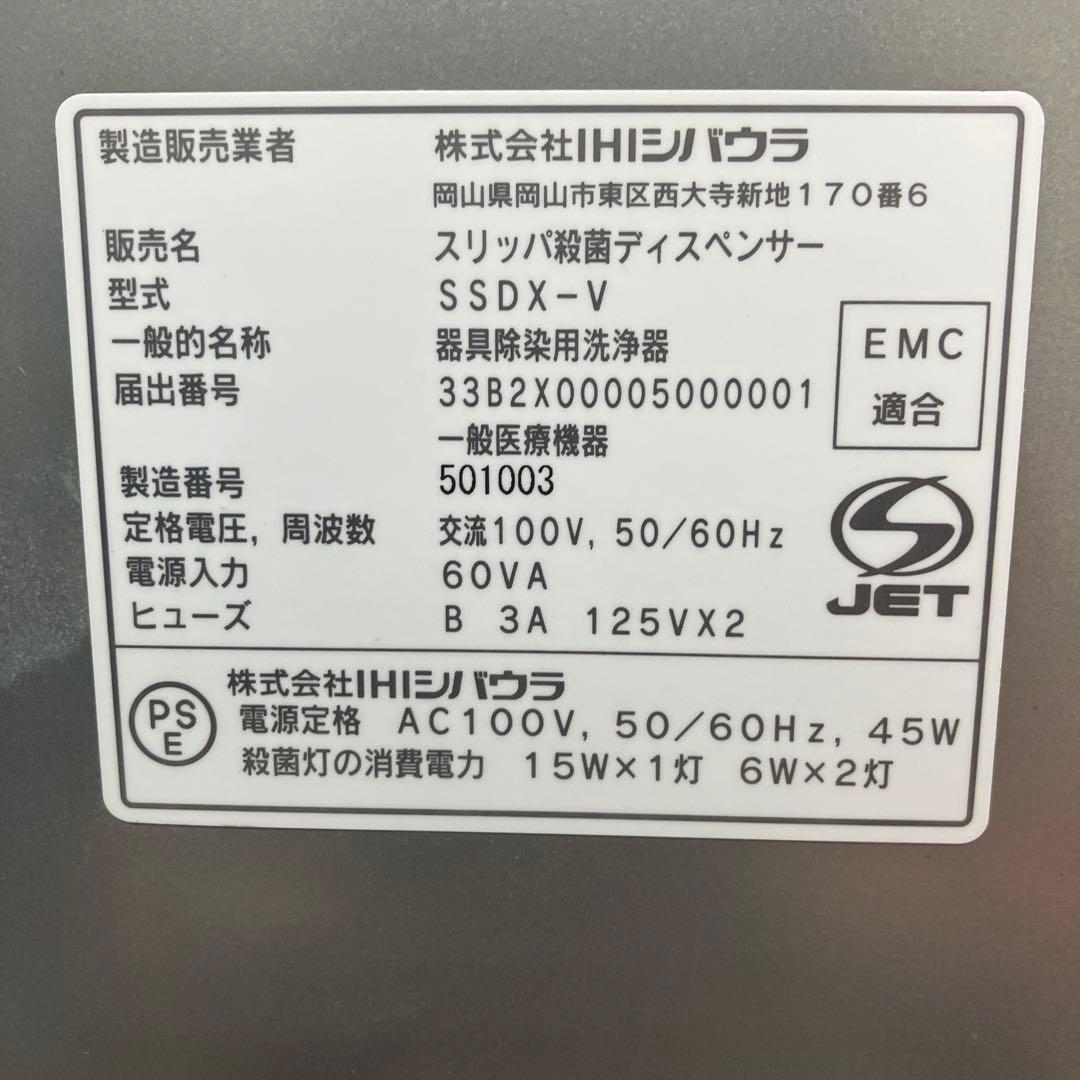 製造販売業者 株式会社IHIシバウラ
岡山県岡山市東区西大寺新地170番6
販売名 スリッパ殺菌ディスペンサー
型式 SSDX-V
一般的名称 器具除染用洗浄器
届出番号 33B2X00005000001
一般医療機器
製造番号 501003
定格電圧, 周波数 交流100V, 50/60Hz
電源入力 60VA
ヒューズ B 3A 125VX2
EMC
適合
JET
PS
E
株式会社IHIシバウラ
電源定格 AC100V, 50/60Hz, 45W
殺菌灯の消費電力 15W×1灯 6W×2灯